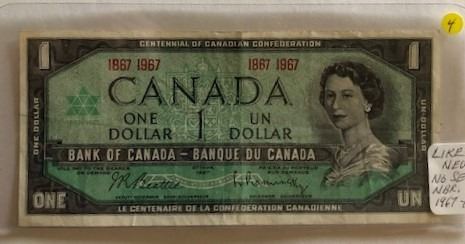 4
CENTENNIAL OF CANADIAN CONFEDERATION
1 1867 1967 1867 1967 1
CANADA
ONE 1 UN
DOLLAR DOLLAR
ONE DOLLAR
UN DOLLAR
BANK OF CANADA - BANQUE DU CANADA
LIKE
NEW
NO SE
NBR.
1967
ONE UN
LE CENTENAIRE DE LA CONFEDERATION CANADIENNE